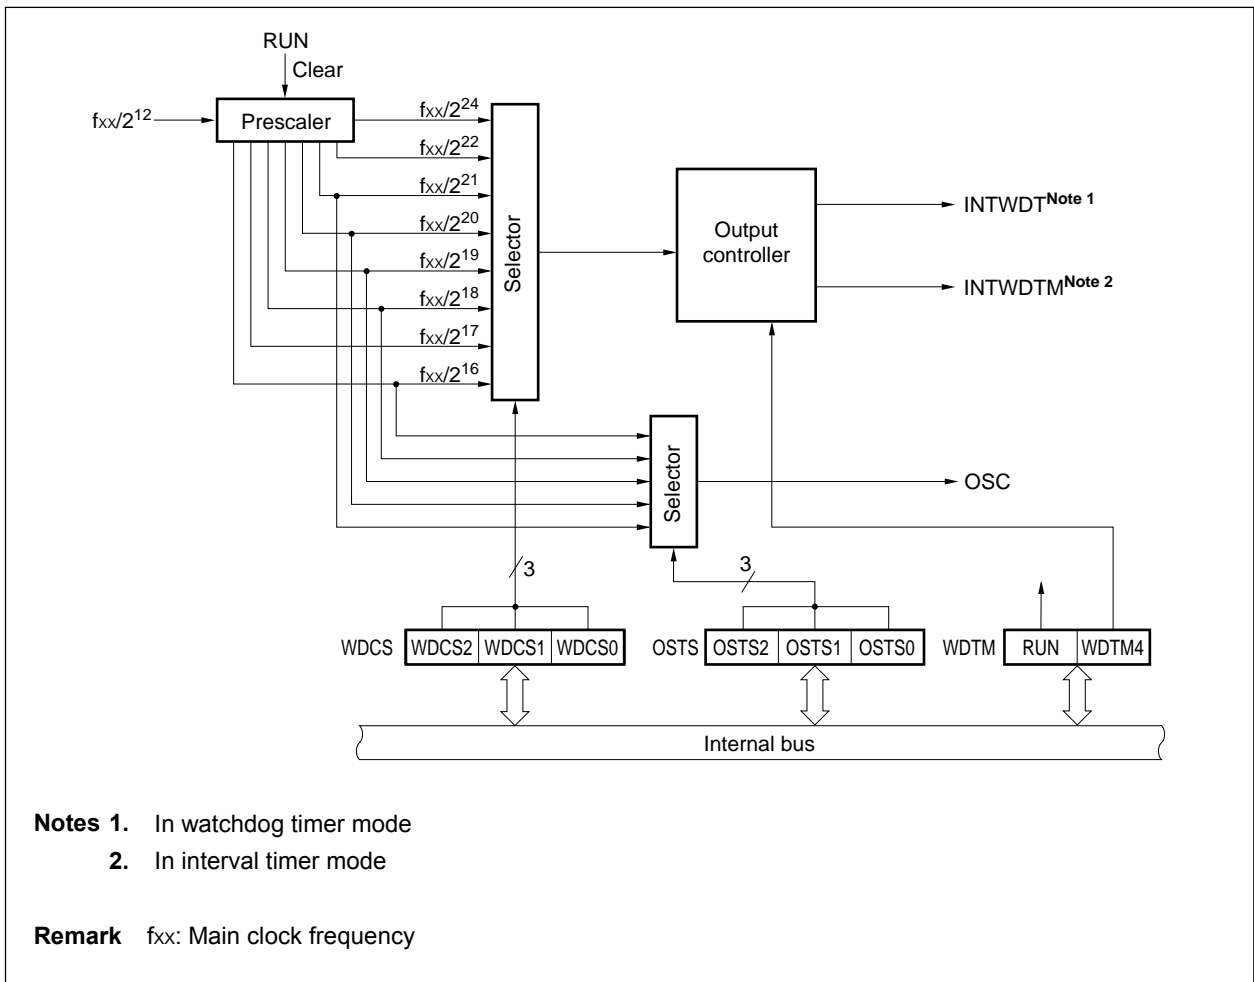 RUN
Clear
fxx/2^12
Prescaler
fxx/2^24
fxx/2^22
fxx/2^21
fxx/2^20
fxx/2^19
fxx/2^18
fxx/2^17
fxx/2^16
Selector
Output
controller
INTWDT^Note 1
INTWDTM^Note 2
Selector
OSC
3
3
WDCS WDCS2 WDCS1 WDCS0 OSTS OSTS2 OSTS1 OSTS0 WDTM RUN WDTM4
Internal bus
Notes 1. In watchdog timer mode
2. In interval timer mode
Remark fxx: Main clock frequency